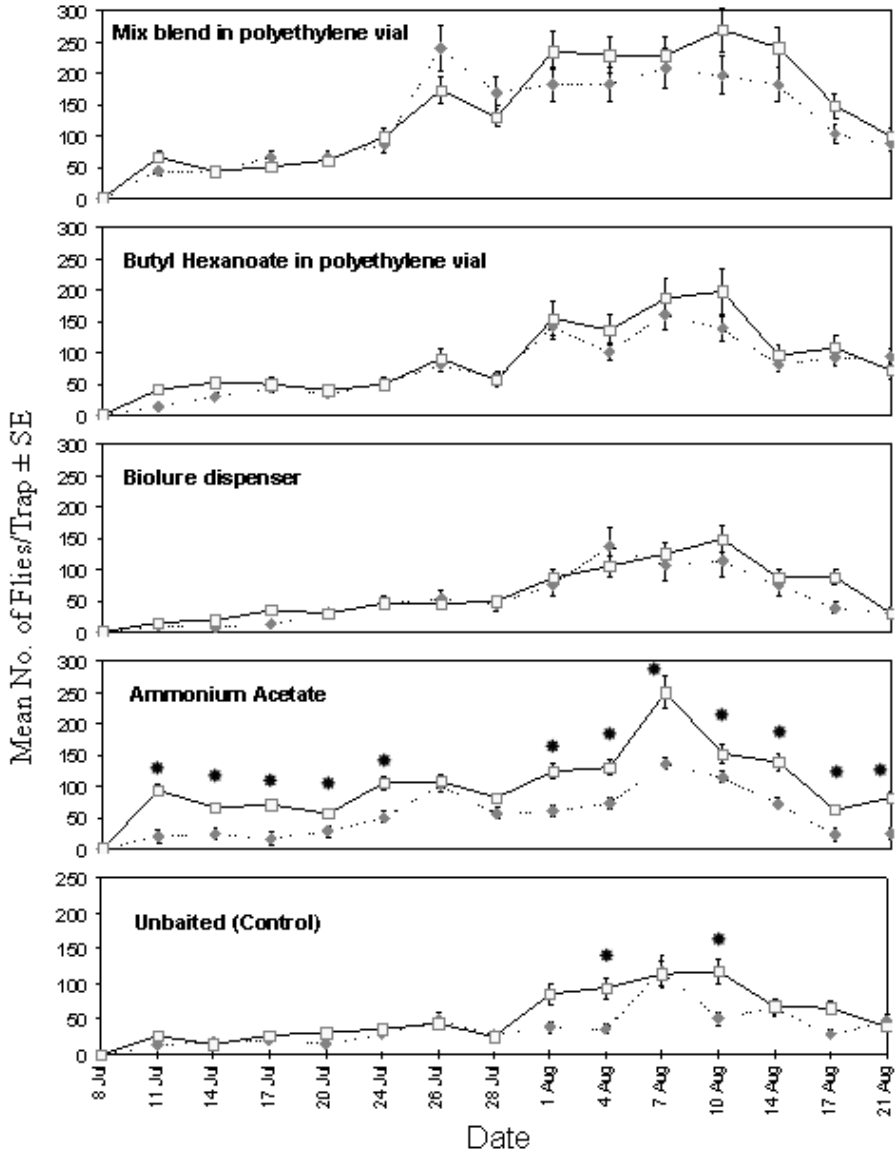 Mean No. of Flies/Trap ± SE
300
250
200
150
100
50
0
Mix blend in polyethylene vial
300
250
200
150
100
50
0
Butyl Hexanoate in polyethylene vial
300
250
200
150
100
50
0
Biolure dispenser
300
250
200
150
100
50
0
Ammonium Acetate
250
200
150
100
50
0
Unbaited (Control)
8 Jul
11 Jul
14 Jul
17 Jul
20 Jul
24 Jul
26 Jul
28 Jul
1 Aug
4 Aug
7 Aug
10 Aug
14 Aug
17 Aug
21 Aug
Date